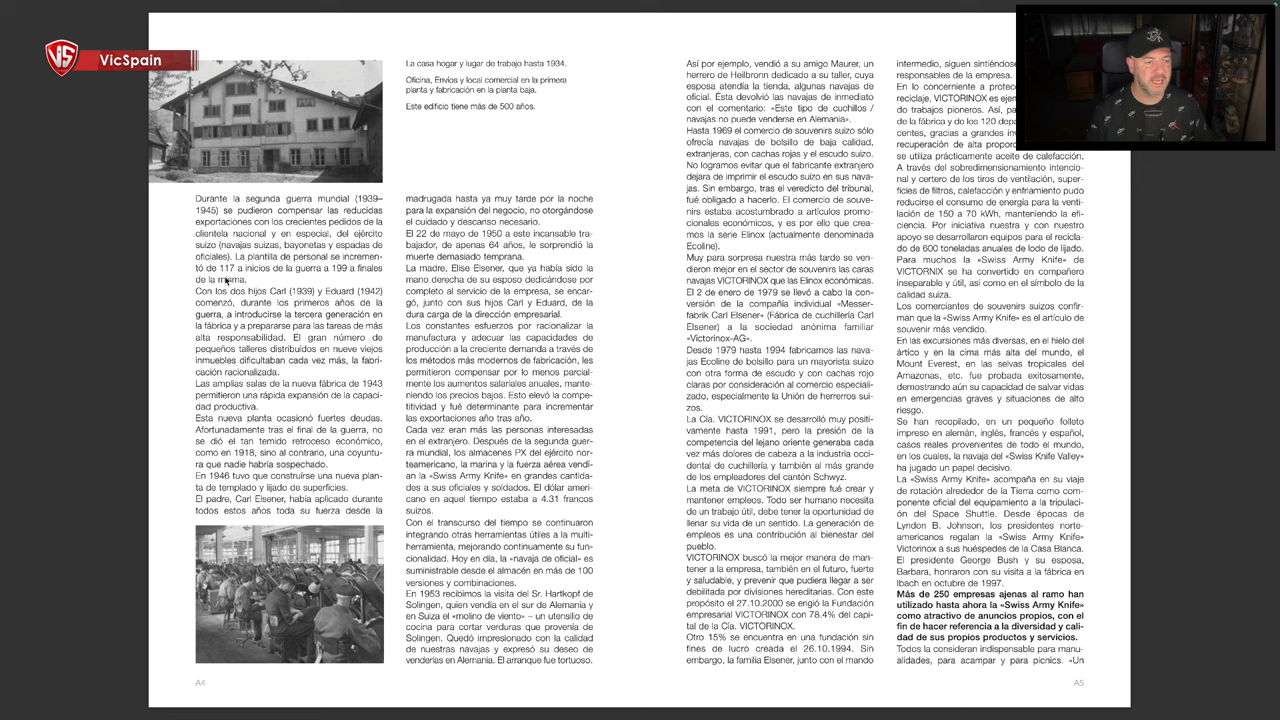 VS
VicSpain
La casa hogar y lugar de trabajo hasta 1934.
Oficina, Envíos y local comercial en la primera
planta y fabricación en la planta baja.
Este edificio tiene más de 500 años.
Durante la segunda guerra mundial (1939–
1945) se pudieron compensar las reducidas
exportaciones con los crecientes pedidos de la
clientela nacional y en especial, del ejército
suizo (navajas suizas, bayonetas y espadas de
oficiales). La plantilla de personal se incremen-
tó de 117 a inicios de la guerra a 199 a finales
de la misma.
Con los dos hijos Carl (1939) y Eduard (1942)
comenzó, durante los primeros años de la
guerra, a introducirse la tercera generación en
la fábrica y a prepararse para las tareas de más
alta responsabilidad. El gran número de
pequeños talleres distribuídos en nueve viejos
inmuebles dificultaban cada vez más, la fabri-
cación racionalizada.
Las amplias salas de la nueva fábrica de 1943
permitieron una rápida expansión de la capaci-
dad productiva.
Esta nueva planta ocasionó fuertes deudas.
Afortunadamente tras el final de la guerra, no
se dió el tan temido retroceso económico,
como en 1918, sino al contrario, una coyuntu-
ra que nadie habría sospechado.
En 1946 tuvo que construirse una nueva plan-
ta de templado y lijado de superficies.
El padre, Carl Elsener, había aplicado durante
todos estos años toda su fuerza desde la
madrugada hasta ya muy tarde por la noche
para la expansión del negocio, no otorgándose
el cuidado y descanso necesario.
El 22 de mayo de 1950 a este incansable tra-
bajador, de apenas 64 años, le sorprendió la
muerte demasiado temprana.
La madre, Elise Elsener, que ya había sido la
mano derecha de su esposo dedicándose por
completo al servicio de la empresa, se encar-
gó, junto con sus hijos Carl y Eduard, de la
dura carga de la dirección empresarial.
Los constantes esfuerzos por racionalizar la
manufactura y adecuar las capacidades de
producción a la creciente demanda a través de
los métodos más modernos de fabricación, les
permitieron compensar por lo menos parcial-
mente los aumentos salariales anuales, mante-
niendo los precios bajos. Esto elevó la compe-
titividad y fué determinante para incrementar
las exportaciones año tras año.
Cada vez eran más las personas interesadas
en el extranjero. Después de la segunda guer-
ra mundial, los almacenes PX del ejército nor-
teamericano, la marina y la fuerza aérea vendí-
an la «Swiss Army Knife» en grandes cantida-
des a sus oficiales y soldados. El dólar ameri-
cano en aquel tiempo estaba a 4.31 francos
suizos.
Con el transcurso del tiempo se continuaron
integrando otras herramientas útiles a la multi-
herramienta, mejorando continuamente su fun-
cionalidad. Hoy en día, la «navaja de oficial» es
suministrable desde el almacén en más de 100
versiones y combinaciones.
En 1953 recibimos la visita del Sr. Hartkopf de
Solingen, quien vendía en el sur de Alemania y
en Suiza el «molino de viento» – un utensilio de
cocina para cortar verduras que provenía de
Solingen. Quedó impresionado con la calidad
de nuestras navajas y expresó su deseo de
venderlas en Alemania. El arranque fue tortuoso.
A4
Así por ejemplo, vendió a su amigo Maurer, un
herrero de Heilbronn dedicado a su taller, cuya
esposa atendía la tienda, algunas navajas de
oficial. Ésta devolvió las navajas de inmediato
con el comentario: «Este tipo de cuchillos /
navajas no puede venderse en Alemania».
Hasta 1969 el comercio de souvenirs suizo sólo
ofrecía navajas de bolsillo de baja calidad,
extranjeras, con cachas rojas y el escudo suizo.
No logramos evitar que el fabricante extranjero
dejara de imprimir el escudo suizo en sus nava-
jas. Sin embargo, tras el veredicto del tribunal,
fué obligado a hacerlo. El comercio de souve-
nirs estaba acostumbrado a artículos promo-
cionales económicos, y es por ello que crea-
mos la serie Elinox (actualmente denominada
Ecoline).
Muy para sorpresa nuestra más tarde se ven-
dieron mejor en el sector de souvenirs las caras
navajas VICTORINOX que las Elinox económicas.
El 2 de enero de 1979 se llevó a cabo la con-
versión de la compañía individual «Messer-
fabrik Carl Elsener» (Fábrica de cuchillería Carl
Elsener) a la sociedad anónima familiar
«Victorinox-AG».
Desde 1979 hasta 1994 fabricamos las nava-
jas Ecoline de bolsillo para un mayorista suizo
con otra forma de escudo y con cachas rojo
claras por consideración al comercio especiali-
zado, especialmente la Unión de herreros sui-
zos.
La Cía. VICTORINOX se desarrolló muy positi-
vamente hasta 1991, pero la presión de la
competencia del lejano oriente generaba cada
vez más dolores de cabeza a la industria occi-
dental de cuchillería y también al más grande
de los empleadores del cantón Schwyz.
La meta de VICTORINOX siempre fué crear y
mantener empleos. Todo ser humano necesita
de un trabajo útil, debe tener la oportunidad de
llenar su vida de un sentido. La generación de
empleos es una contribución al bienestar del
pueblo.
VICTORINOX buscó la mejor manera de man-
tener a la empresa, también en el futuro, fuerte
y saludable, y prevenir que pudiera llegar a ser
debilitada por divisiones hereditarias. Con este
propósito el 27.10.2000 se erigió la Fundación
empresarial VICTORINOX con 78.4% del capi-
tal de la Cía. VICTORINOX.
Otro 15% se encuentra en una fundación sin
fines de lucro creada el 26.10.1994. Sin
embargo, la familia Elsener, junto con el mando
intermedio, siguen sintiéndose
responsables de la empresa.
En lo concerniente a protec
reciclaje, VICTORINOX es ejem
do trabajos pioneros. Así, pa
de la fábrica y de los 120 depa
centes, gracias a grandes inv
recuperación de alta propor
se utiliza prácticamente aceite de calefacción.
A través del sobredimensionamiento intencio-
nal y certero de los tiros de ventilación, super-
ficies de filtros, calefacción y enfriamiento pudo
reducirse el consumo de energía para la venti-
lación de 150 a 70 kWh, manteniendo la efi-
ciencia. Por iniciativa nuestra y con nuestro
apoyo se desarrollaron equipos para el recicla-
do de 600 toneladas anuales de lodo de lijado.
Para muchos la «Swiss Army Knife» de
VICTORNIX se ha convertido en compañero
inseparable y útil, así como en el símbolo de la
calidad suiza.
Los comerciantes de souvenirs suizos confir-
man que la «Swiss Army Knife» es el artículo de
souvenir más vendido.
En las excursiones más diversas, en el hielo del
ártico y en la cima más alta del mundo, el
Mount Everest, en las selvas tropicales del
Amazonas, etc. fue probada exitosamente,
demostrando aún su capacidad de salvar vidas
en emergencias graves y situaciones de alto
riesgo.
Se han recopilado, en un pequeño folleto
impreso en alemán, inglés, francés y español,
casos reales provenientes de todo el mundo,
en los cuales, la navaja del «Swiss Knife Valley»
ha jugado un papel decisivo.
La «Swiss Army Knife» acompaña en su viaje
de rotación alrededor de la Tierra como com-
ponente oficial del equipamiento a la tripulaci-
ón del Space Shuttle. Desde épocas de
Lyndon B. Johnson, los presidentes norte-
americanos regalan la «Swiss Army Knife»
Victorinox a sus huéspedes de la Casa Blanca.
El presidente George Bush y su esposa,
Barbara, honraron con su visita a la fábrica en
Ibach en octubre de 1997.
Más de 250 empresas ajenas al ramo han
utilizado hasta ahora la «Swiss Army Knife»
como atractivo de anuncios propios, con el
fin de hacer referencia a la diversidad y cali-
dad de sus propios productos y servicios.
Todos la consideran indispensable para manu-
alidades, para acampar y para picnics. «Un
A5